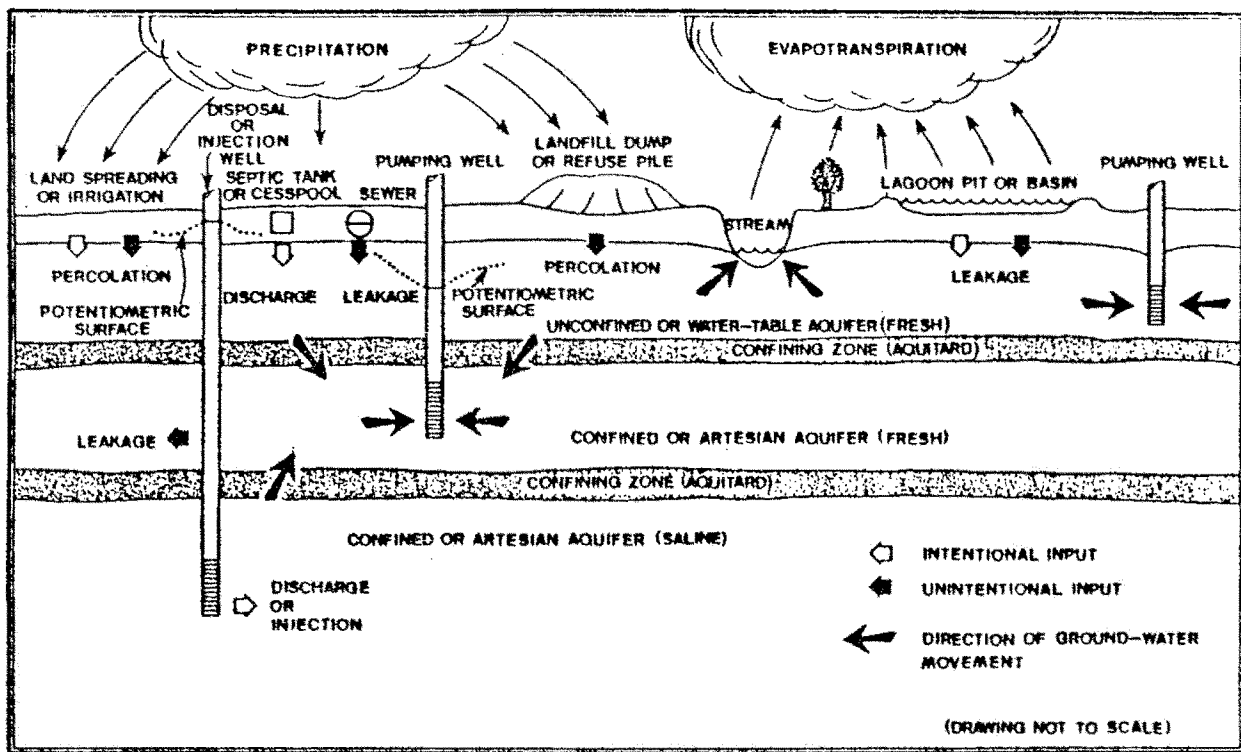 PRECIPITATION
EVAPOTRANSPIRATION
DISPOSAL
OR
INJECTION
WELL
LAND SPREADING
OR IRRIGATION
SEPTIC TANK
OR CESSPOOL
SEWER
PUMPING WELL
LANDFILL DUMP
OR REFUSE PILE
STREAM
LAGOON PIT OR BASIN
PUMPING WELL
PERCOLATION
POTENTIOMETRIC
SURFACE
DISCHARGE
LEAKAGE
POTENTIOMETRIC
SURFACE
PERCOLATION
LEAKAGE
UNCONFINED OR WATER-TABLE AQUIFER (FRESH)
CONFINING ZONE (AQUITARD)
LEAKAGE
CONFINED OR ARTESIAN AQUIFER (FRESH)
CONFINING ZONE (AQUITARD)
CONFINED OR ARTESIAN AQUIFER (SALINE)
DISCHARGE
OR
INJECTION
INTENTIONAL INPUT
UNINTENTIONAL INPUT
DIRECTION OF GROUND-WATER
MOVEMENT
(DRAWING NOT TO SCALE)